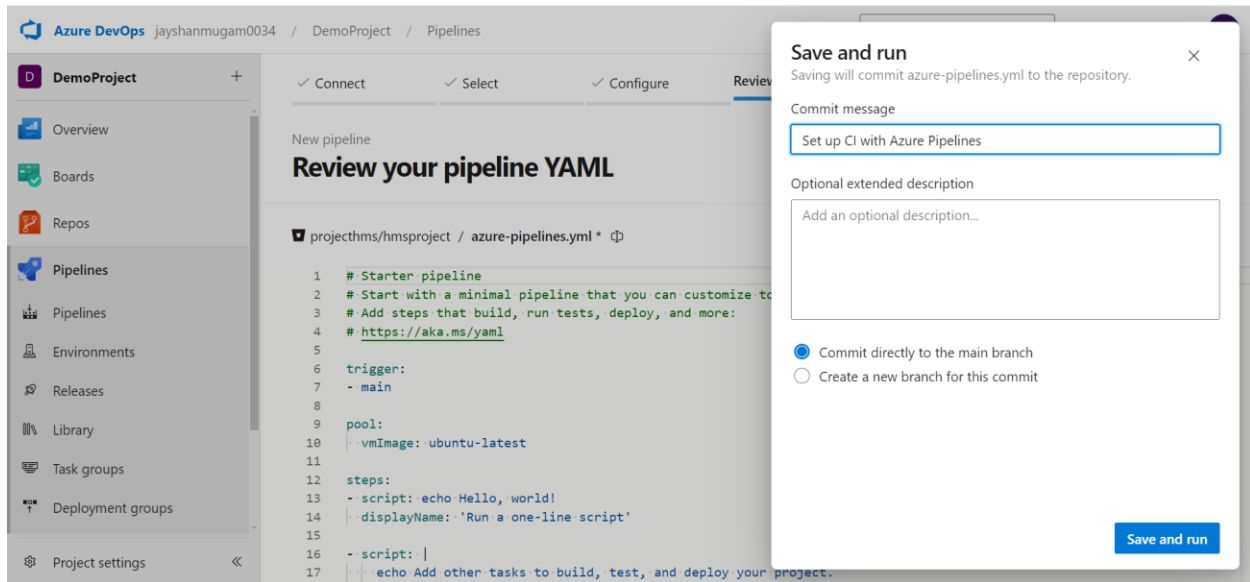 Azure DevOps jayshanmugam0034 / DemoProject / Pipelines
D DemoProject +
Overview
Boards
Repos
Pipelines
Pipelines
Environments
Releases
Library
Task groups
Deployment groups
Project settings
Connect
Select
Configure
Review
New pipeline
Review your pipeline YAML
projecthms/hmsproject / azure-pipelines.yml *
1 # Starter pipeline
2 # Start with a minimal pipeline that you can customize to
3 # Add steps that build, run tests, deploy, and more:
4 # https://aka.ms/yaml
5
6 trigger:
7 - main
8
9 pool:
10 vmImage: ubuntu-latest
11
12 steps:
13 - script: echo Hello, world!
14 displayName: 'Run a one-line script'
15
16 - script: |
17 echo Add other tasks to build, test, and deploy your project.
Save and run
Saving will commit azure-pipelines.yml to the repository.
Commit message
Set up CI with Azure Pipelines
Optional extended description
Add an optional description...
Commit directly to the main branch
Create a new branch for this commit
Save and run